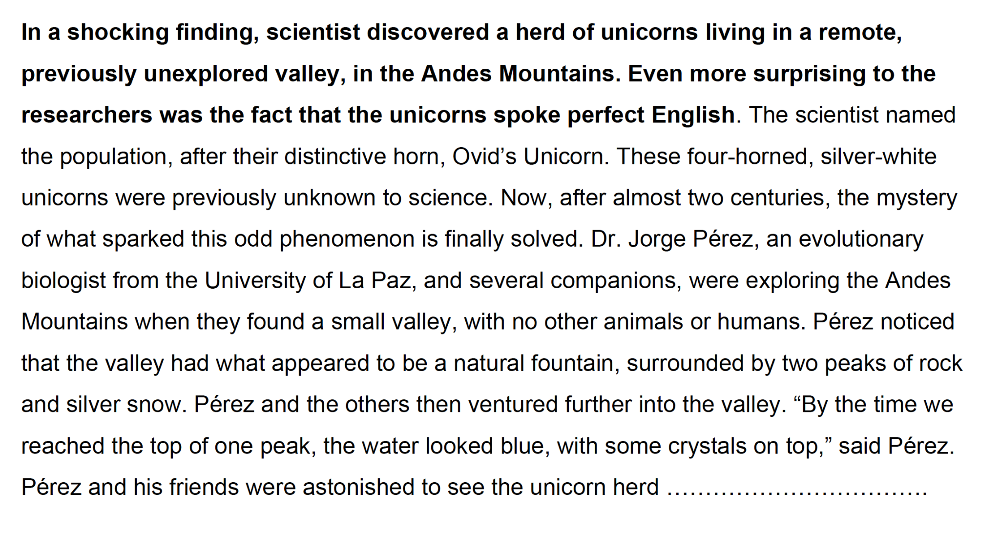 In a shocking finding, scientist discovered a herd of unicorns living in a remote,
previously unexplored valley, in the Andes Mountains. Even more surprising to the
researchers was the fact that the unicorns spoke perfect English. The scientist named
the population, after their distinctive horn, Ovid’s Unicorn. These four-horned, silver-white
unicorns were previously unknown to science. Now, after almost two centuries, the mystery
of what sparked this odd phenomenon is finally solved. Dr. Jorge Pérez, an evolutionary
biologist from the University of La Paz, and several companions, were exploring the Andes
Mountains when they found a small valley, with no other animals or humans. Pérez noticed
that the valley had what appeared to be a natural fountain, surrounded by two peaks of rock
and silver snow. Pérez and the others then ventured further into the valley. “By the time we
reached the top of one peak, the water looked blue, with some crystals on top,” said Pérez.
Pérez and his friends were astonished to see the unicorn herd …………………………….